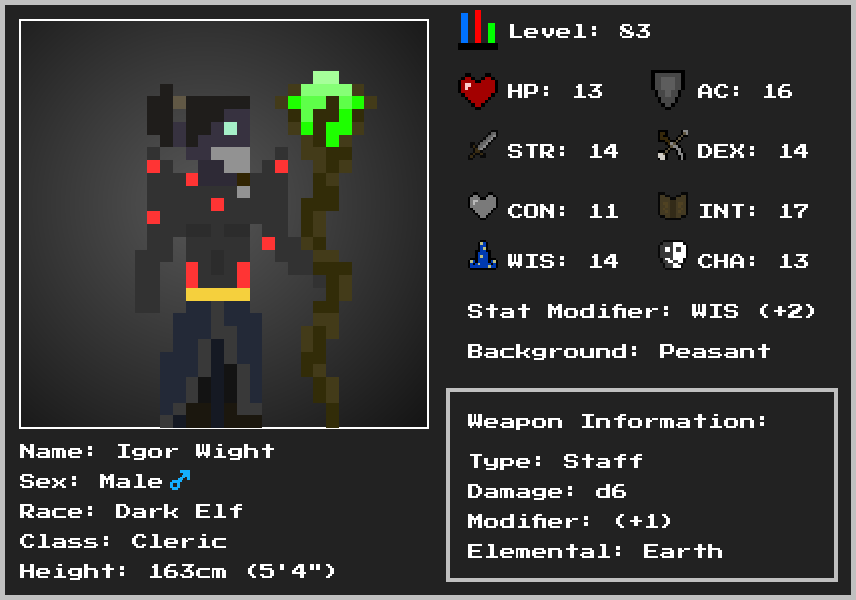 Level: 83
HP: 13 AC: 16
STR: 14 DEX: 14
CON: 11 INT: 17
WIS: 14 CHA: 13
Stat Modifier: WIS (+2)
Background: Peasant
Weapon Information:
Type: Staff
Damage: d6
Modifier: (+1)
Elemental: Earth
Name: Igor Wight
Sex: Male♂
Race: Dark Elf
Class: Cleric
Height: 163cm (5'4")